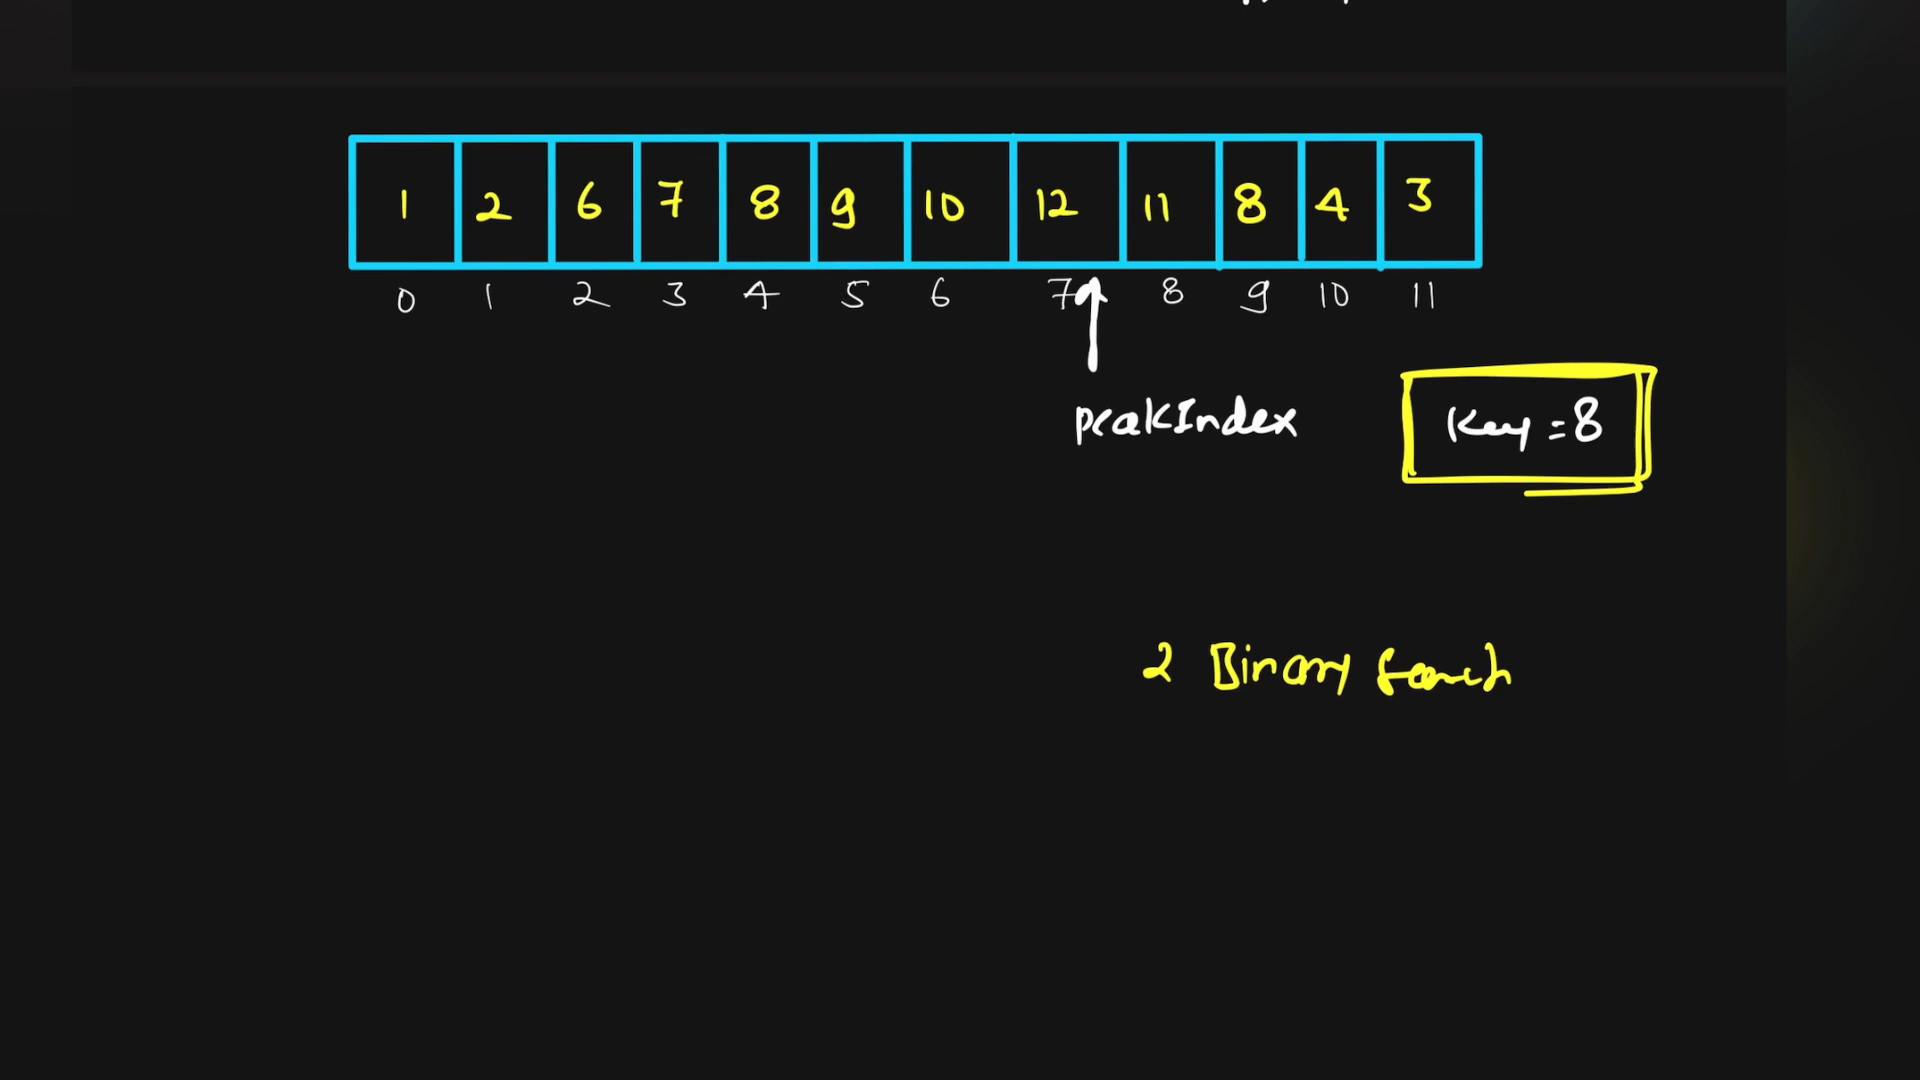 1 2 6 7 8 9 10 12 11 8 4 3
0 1 2 3 4 5 6 7 8 9 10 11
peakIndex
Key = 8
2 Binary Search